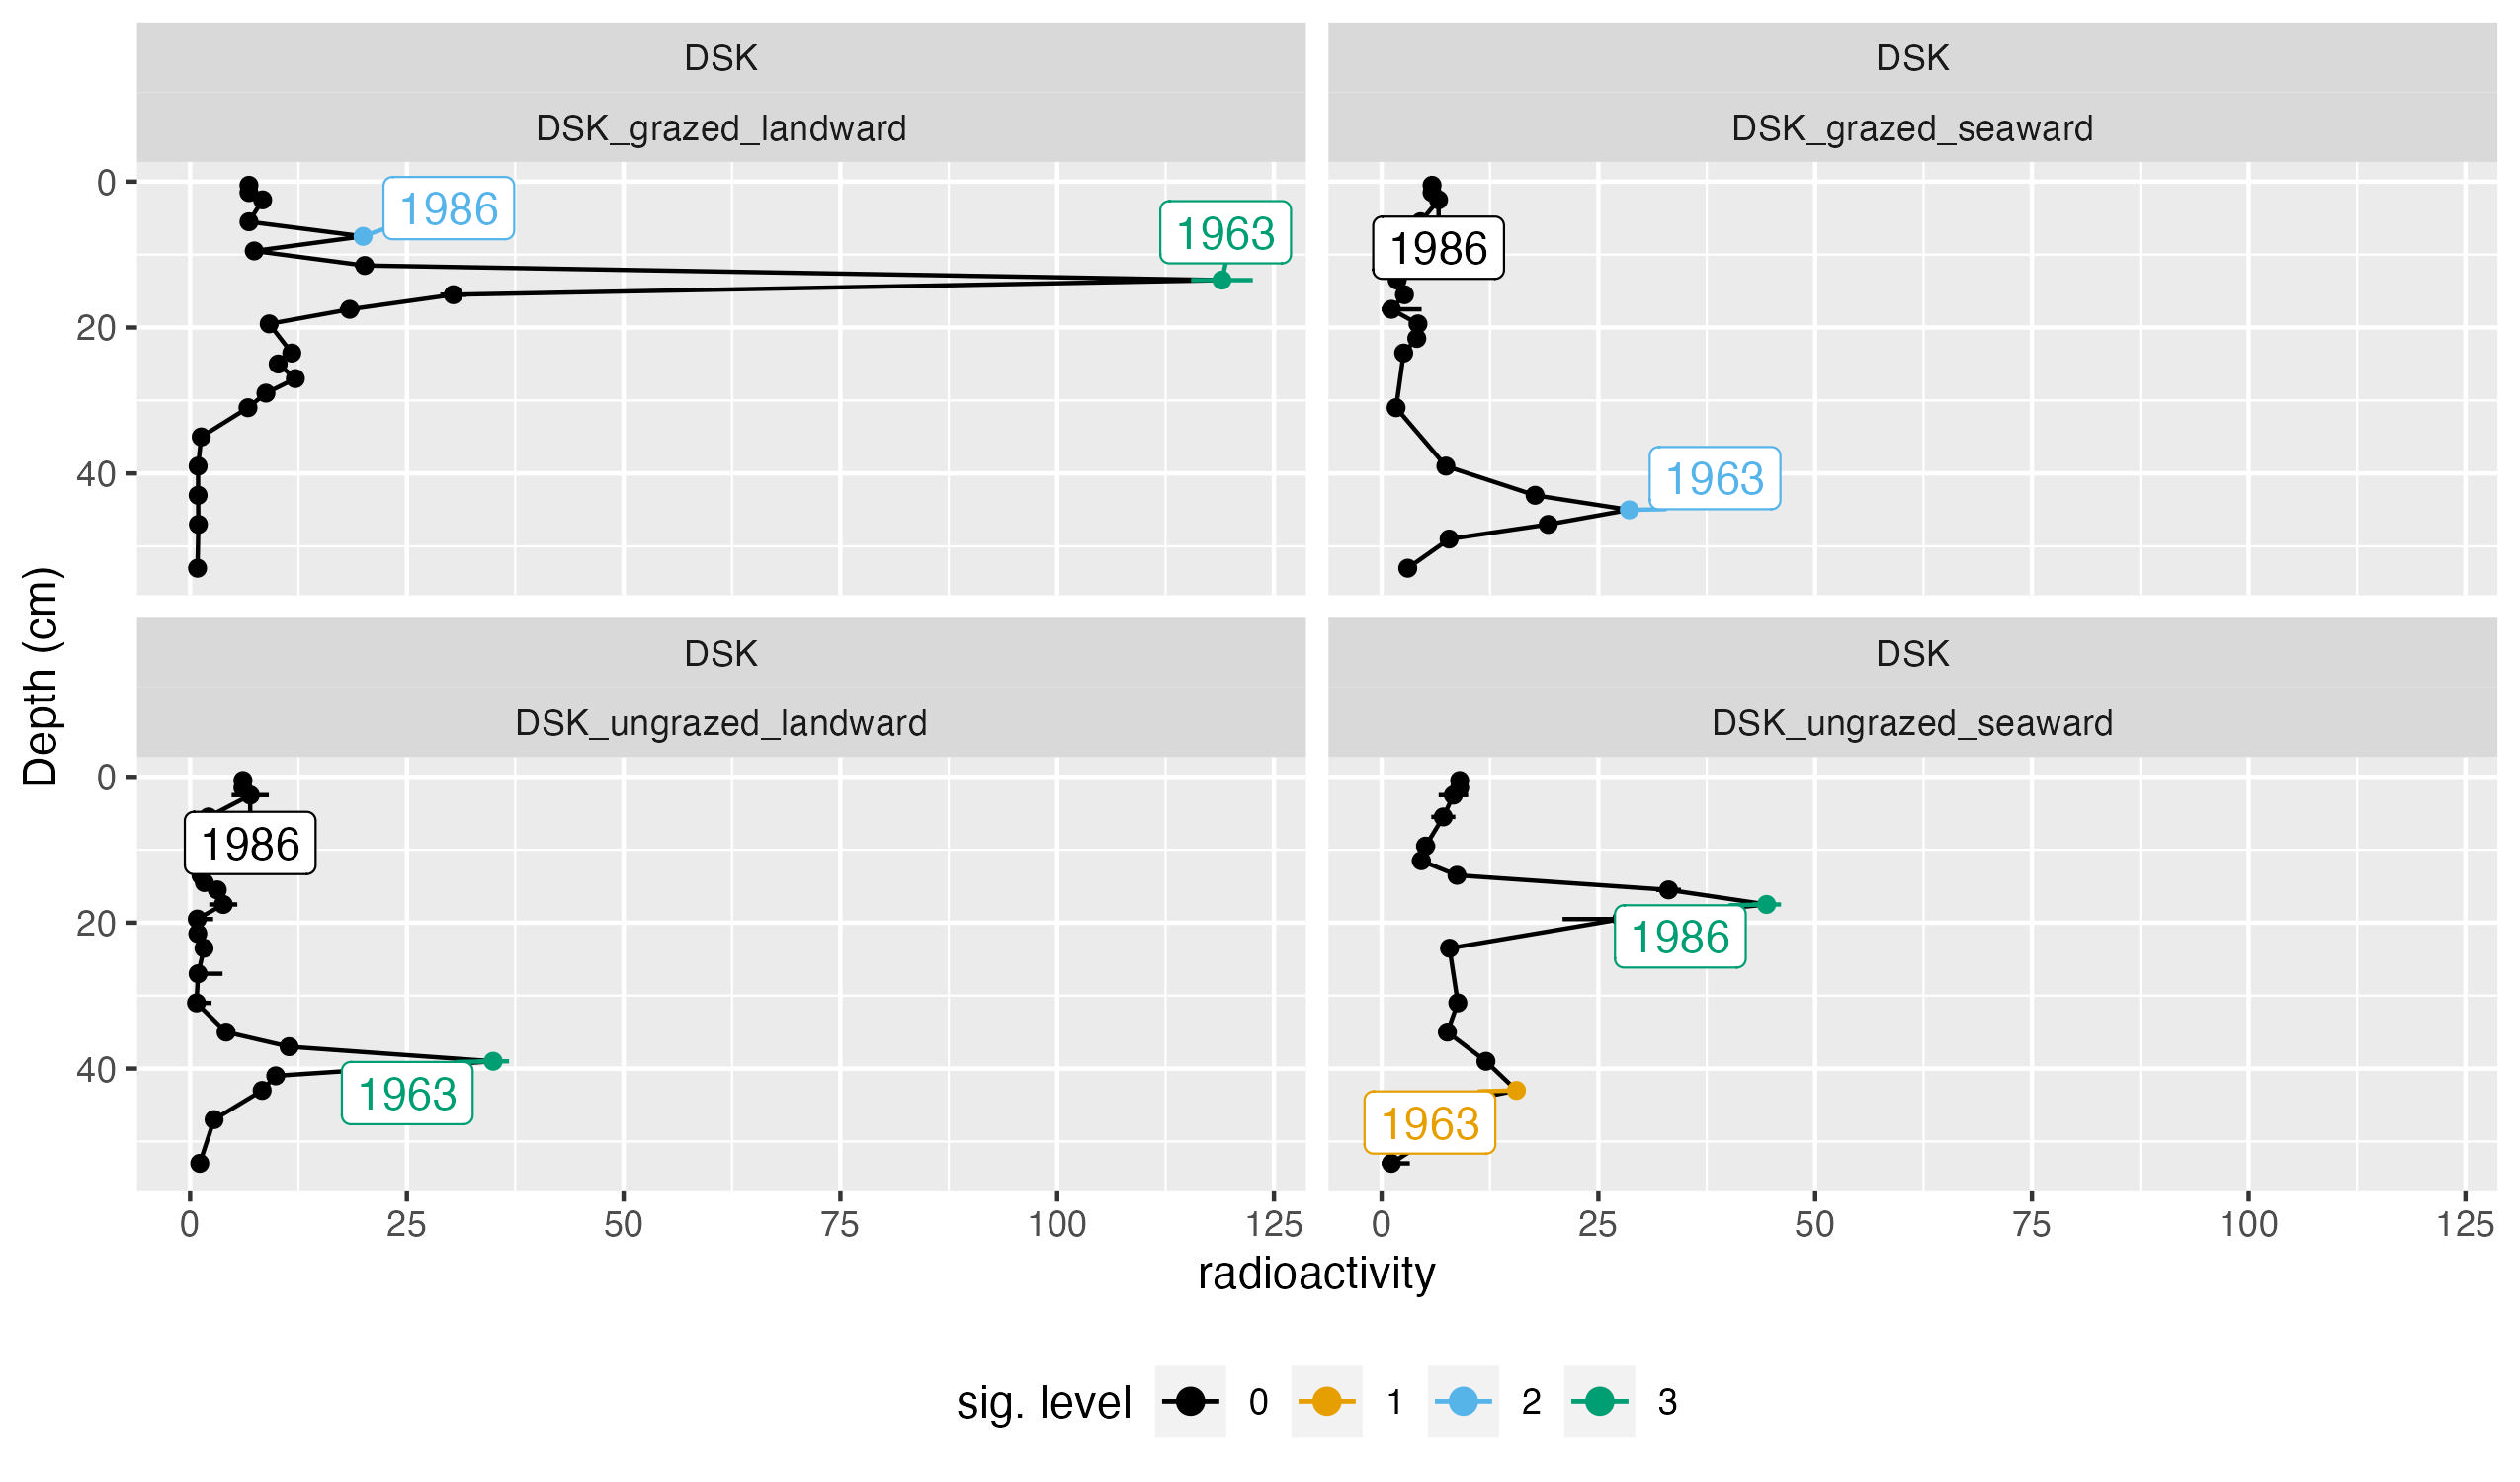 DSK
DSK_grazed_landward
DSK
DSK_grazed_seaward
0
20
40
1986
1963
1986
1963
Depth (cm)
DSK
DSK_ungrazed_landward
DSK
DSK_ungrazed_seaward
0
20
40
1986
1963
1986
1963
0 25 50 75 100 125
0 25 50 75 100 125
radioactivity
sig. level 0 1 2 3